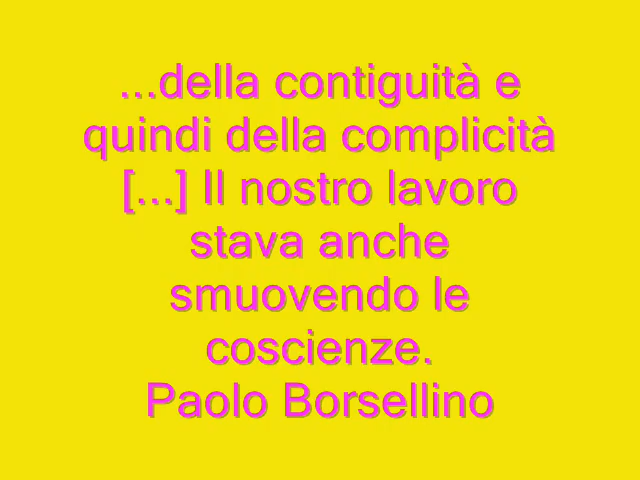 ...della contiguità e
quindi della complicità
[...] Il nostro lavoro
stava anche
smuovendo le
coscienze.
Paolo Borsellino